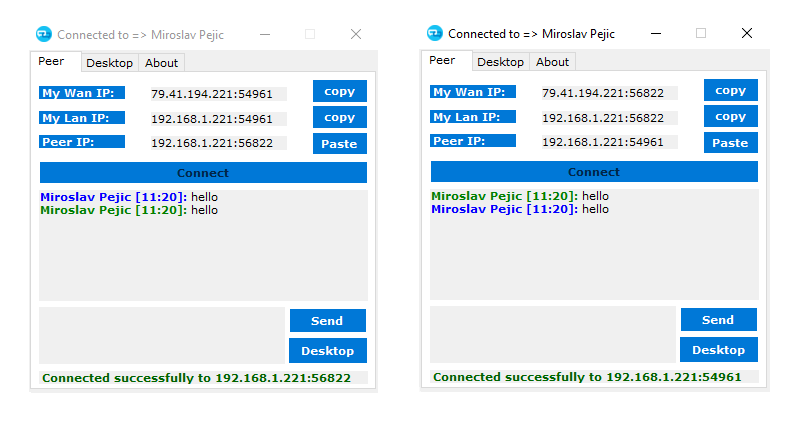 Connected to => Miroslav Pejic
Peer Desktop About
My Wan IP: 79.41.194.221:54961 copy
My Lan IP: 192.168.1.221:54961 copy
Peer IP: 192.168.1.221:56822 Paste
Connect
Miroslav Pejic [11:20]: hello
Miroslav Pejic [11:20]: hello
Send
Desktop
Connected successfully to 192.168.1.221:56822
Connected to => Miroslav Pejic
Peer Desktop About
My Wan IP: 79.41.194.221:56822 copy
My Lan IP: 192.168.1.221:56822 copy
Peer IP: 192.168.1.221:54961 Paste
Connect
Miroslav Pejic [11:20]: hello
Miroslav Pejic [11:20]: hello
Send
Desktop
Connected successfully to 192.168.1.221:54961